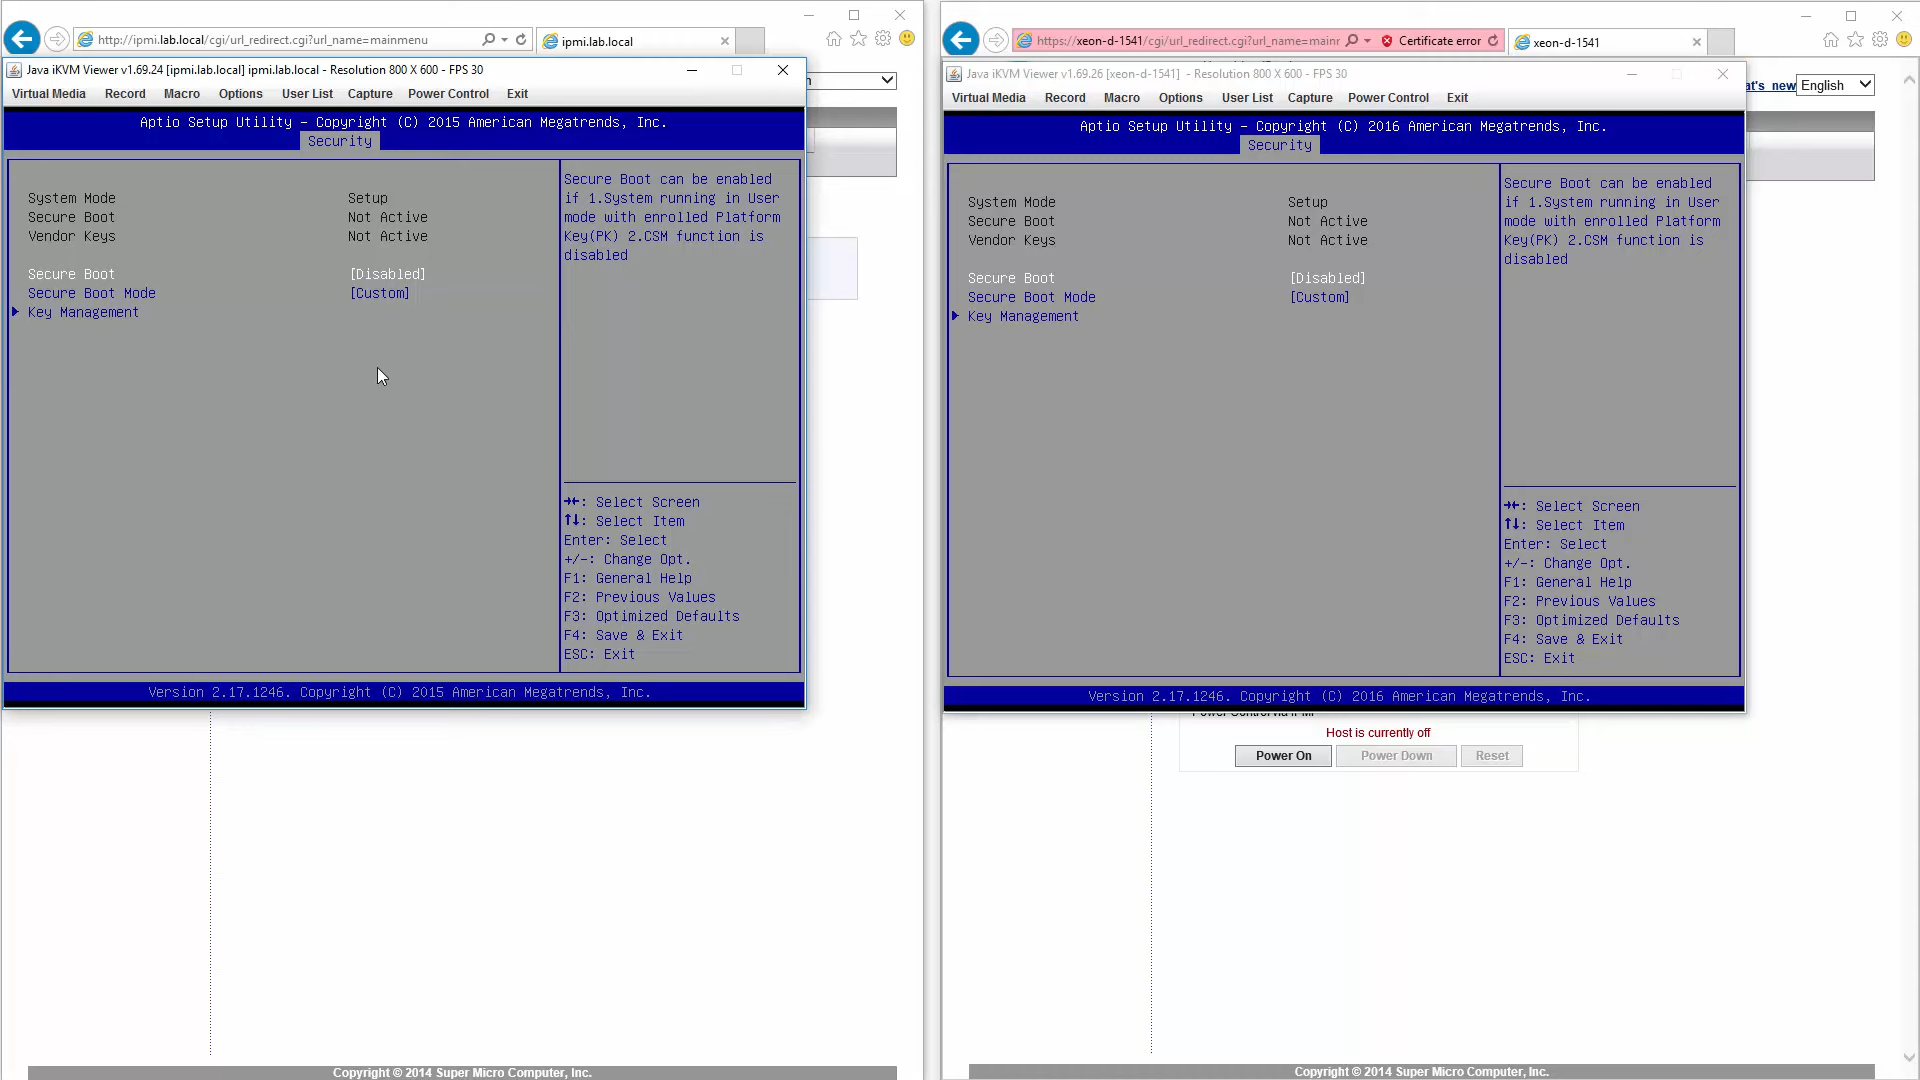 http://ipmi.lab.local/cgi/url_redirect.cgi?url_name=mainmenu
ipmi.lab.local
Java iKVM Viewer v1.69.24 [ipmi.lab.local] ipmi.lab.local - Resolution 800 X 600 - FPS 30
Virtual Media Record Macro Options User List Capture Power Control Exit
Aptio Setup Utility – Copyright (C) 2015 American Megatrends, Inc.
Security
System Mode Setup
Secure Boot Not Active
Vendor Keys Not Active
Secure Boot [Disabled]
Secure Boot Mode [Custom]
Key Management
Secure Boot can be enabled
if 1.System running in User
mode with enrolled Platform
Key(PK) 2.CSM function is
disabled
→←: Select Screen
↑↓: Select Item
Enter: Select
+/-: Change Opt.
F1: General Help
F2: Previous Values
F3: Optimized Defaults
F4: Save & Exit
ESC: Exit
Version 2.17.1246. Copyright (C) 2015 American Megatrends, Inc.
Copyright © 2014 Super Micro Computer, Inc.
https://xeon-d-1541/cgi/url_redirect.cgi?url_name=mainr
Certificate error
xeon-d-1541
Java iKVM Viewer v1.69.26 [xeon-d-1541] - Resolution 800 X 600 - FPS 30
at's new
English
Virtual Media Record Macro Options User List Capture Power Control Exit
Aptio Setup Utility – Copyright (C) 2016 American Megatrends, Inc.
Security
System Mode Setup
Secure Boot Not Active
Vendor Keys Not Active
Secure Boot [Disabled]
Secure Boot Mode [Custom]
Key Management
Secure Boot can be enabled
if 1.System running in User
mode with enrolled Platform
Key(PK) 2.CSM function is
disabled
→←: Select Screen
↑↓: Select Item
Enter: Select
+/-: Change Opt.
F1: General Help
F2: Previous Values
F3: Optimized Defaults
F4: Save & Exit
ESC: Exit
Version 2.17.1246. Copyright (C) 2016 American Megatrends, Inc.
Power Control via IPMI
Host is currently off
Power On Power Down Reset
Copyright © 2014 Super Micro Computer, Inc.